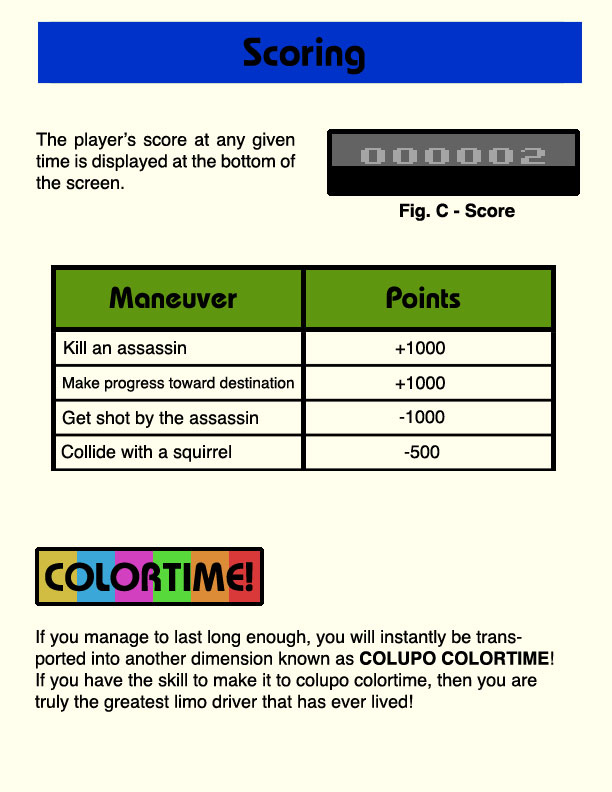 Scoring
The player's score at any given
time is displayed at the bottom of
the screen.
000002
Fig. C - Score
Maneuver Points
Kill an assassin +1000
Make progress toward destination +1000
Get shot by the assassin -1000
Collide with a squirrel -500
COLORTIME!
If you manage to last long enough, you will instantly be trans-
ported into another dimension known as COLUPO COLORTIME!
If you have the skill to make it to colupo colortime, then you are
truly the greatest limo driver that has ever lived!